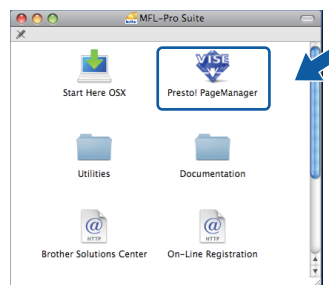 MFL-Pro Suite
VISE
Start Here OSX
Presto! PageManager
Utilities
Documentation
@
HTTP
@
HTTP
Brother Solutions Center
On-Line Registration